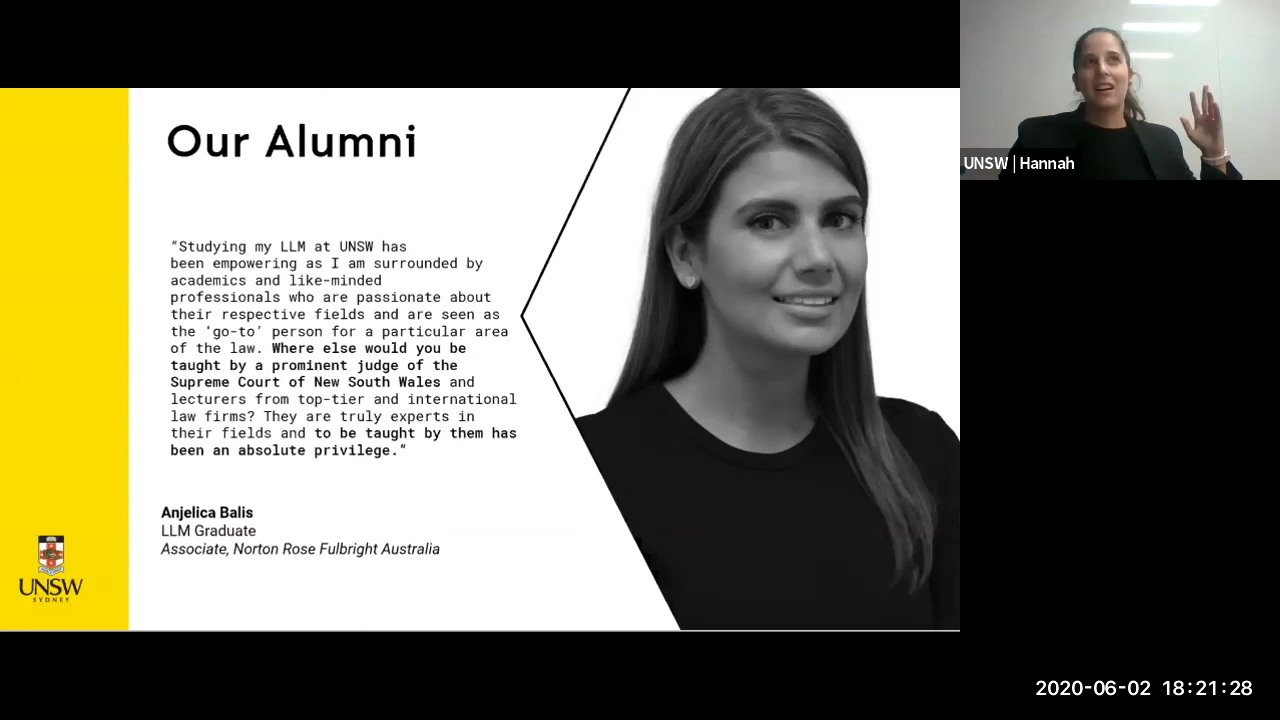 Our Alumni
“Studying my LLM at UNSW has
been empowering as I am surrounded by
academics and like-minded
professionals who are passionate about
their respective fields and are seen as
the ‘go-to’ person for a particular area
of the law. Where else would you be
taught by a prominent judge of the
Supreme Court of New South Wales and
lecturers from top-tier and international
law firms? They are truly experts in
their fields and to be taught by them has
been an absolute privilege.”
Anjelica Balis
LLM Graduate
Associate, Norton Rose Fulbright Australia
UNSW
SYDNEY
UNSW | Hannah
2020-06-02 18:21:28